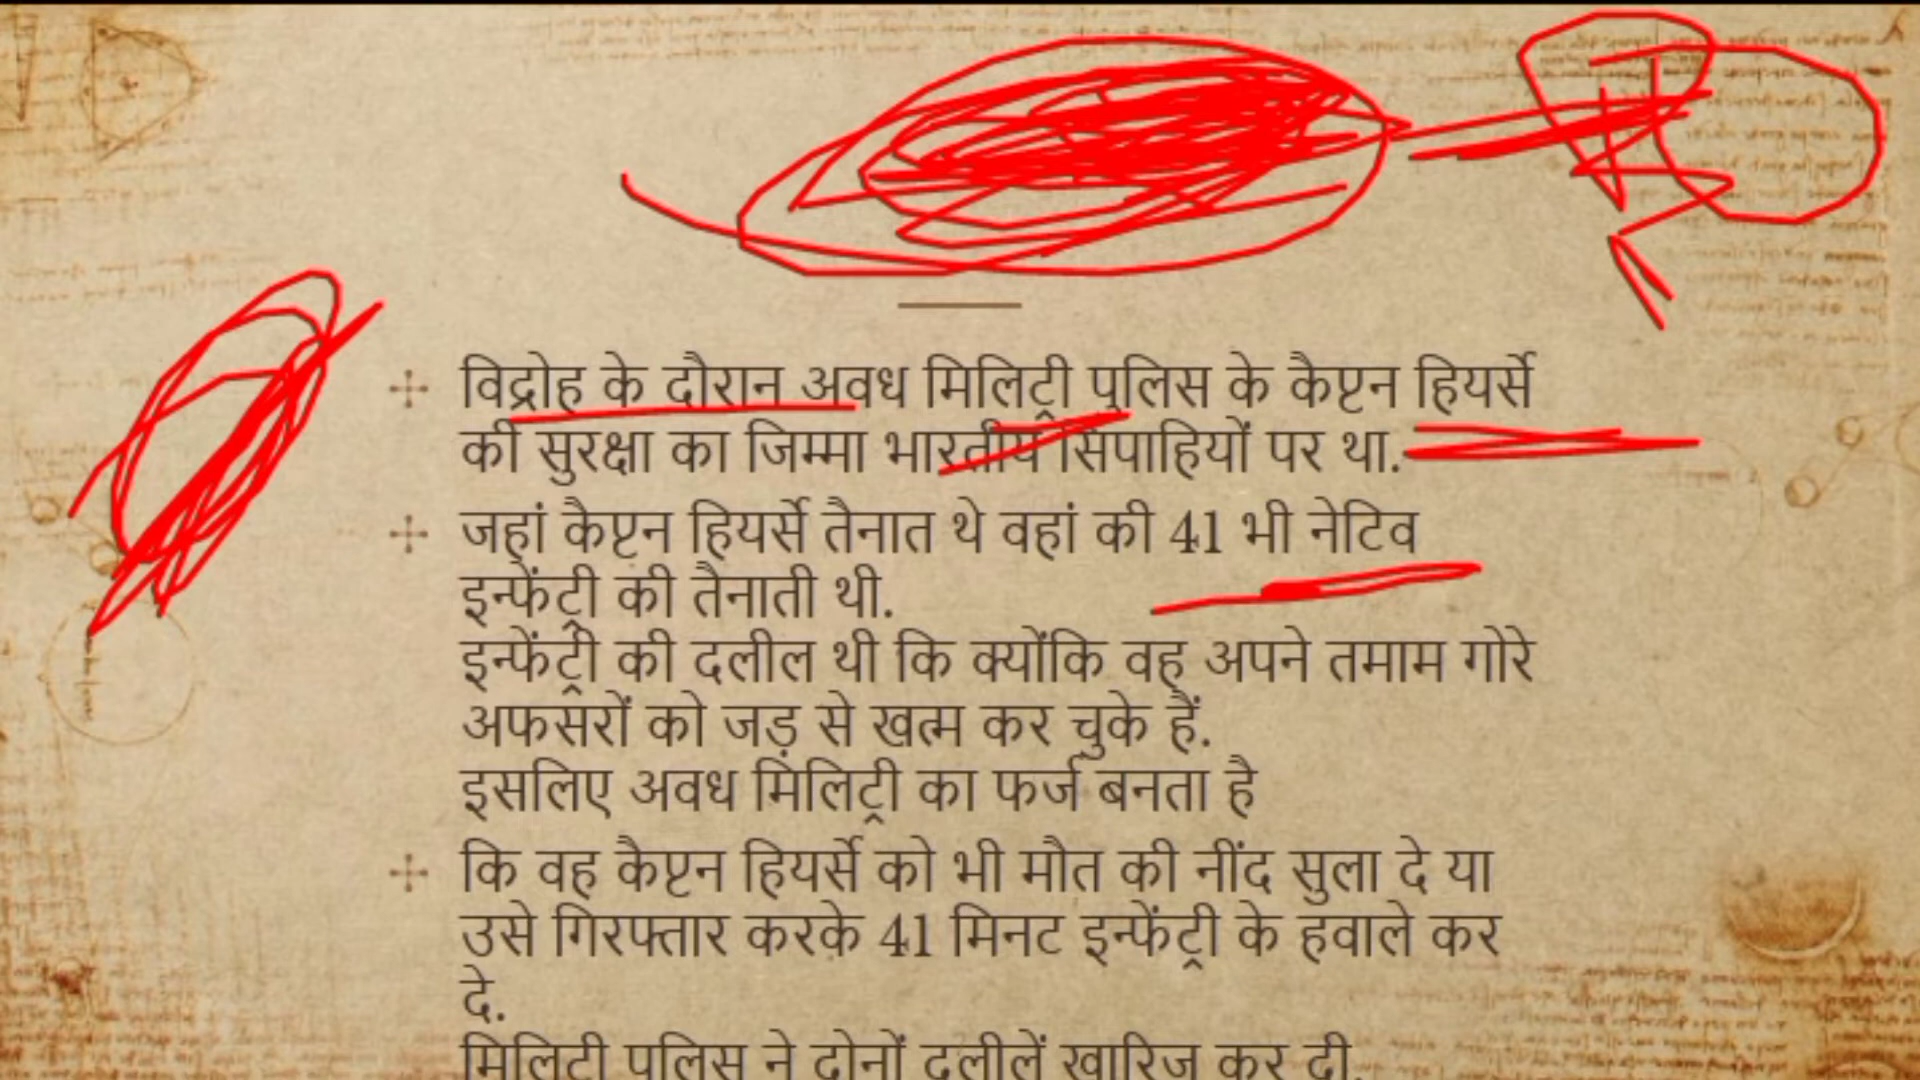 विद्रोह के दौरान अवध मिलिट्री पुलिस के कैप्टन हियर्से
की सुरक्षा का जिम्मा भारतीय सिपाहियों पर था.
जहां कैप्टन हियर्से तैनात थे वहां की 41 भी नेटिव
इन्फेंट्री की तैनाती थी.
इन्फेंट्री की दलील थी कि क्योंकि वह अपने तमाम गोरे
अफसरों को जड़ से खत्म कर चुके हैं.
इसलिए अवध मिलिट्री का फर्ज बनता है
कि वह कैप्टन हियर्से को भी मौत की नींद सुला दे या
उसे गिरफ्तार करके 41 मिनट इन्फेंट्री के हवाले कर
दे.
मिलिट्री पुलिस ने दोनों दलीलें खारिज कर दी.